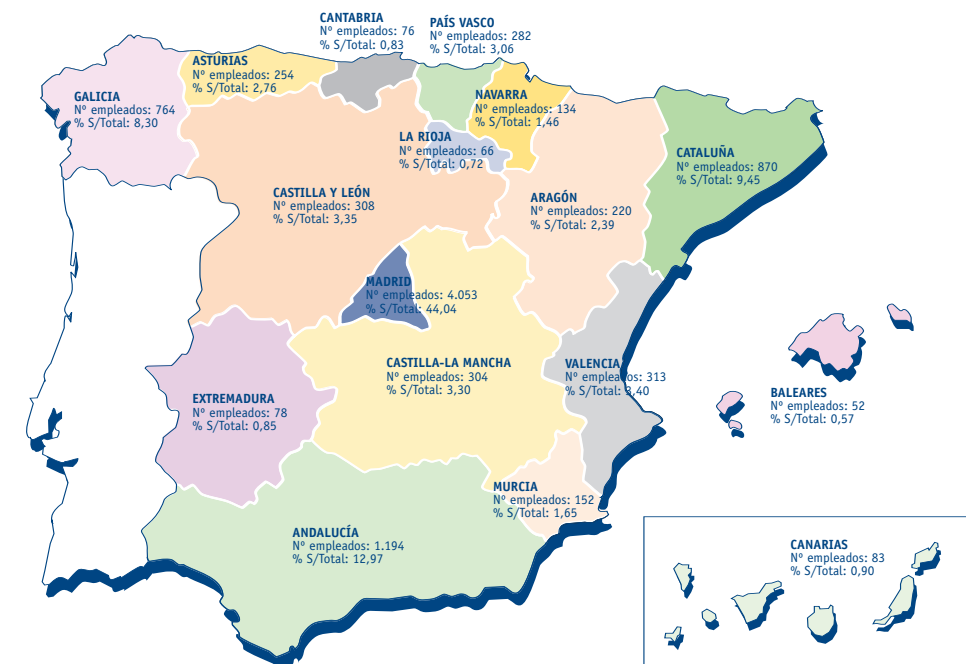 CANTABRIA
Nº empleados: 76
% S/Total: 0,83
PAÍS VASCO
Nº empleados: 282
% S/Total: 3,06
ASTURIAS
Nº empleados: 254
% S/Total: 2,76
GALICIA
Nº empleados: 764
% S/Total: 8,30
NAVARRA
Nº empleados: 134
% S/Total: 1,46
LA RIOJA
Nº empleados: 66
% S/Total: 0,72
CATALUÑA
Nº empleados: 870
% S/Total: 9,45
CASTILLA Y LEÓN
Nº empleados: 308
% S/Total: 3,35
ARAGÓN
Nº empleados: 220
% S/Total: 2,39
MADRID
Nº empleados: 4.053
% S/Total: 44,04
CASTILLA-LA MANCHA
Nº empleados: 304
% S/Total: 3,30
VALENCIA
Nº empleados: 313
% S/Total: 3,40
EXTREMADURA
Nº empleados: 78
% S/Total: 0,85
BALEARES
Nº empleados: 52
% S/Total: 0,57
MURCIA
Nº empleados: 152
% S/Total: 1,65
ANDALUCÍA
Nº empleados: 1.194
% S/Total: 12,97
CANARIAS
Nº empleados: 83
% S/Total: 0,90